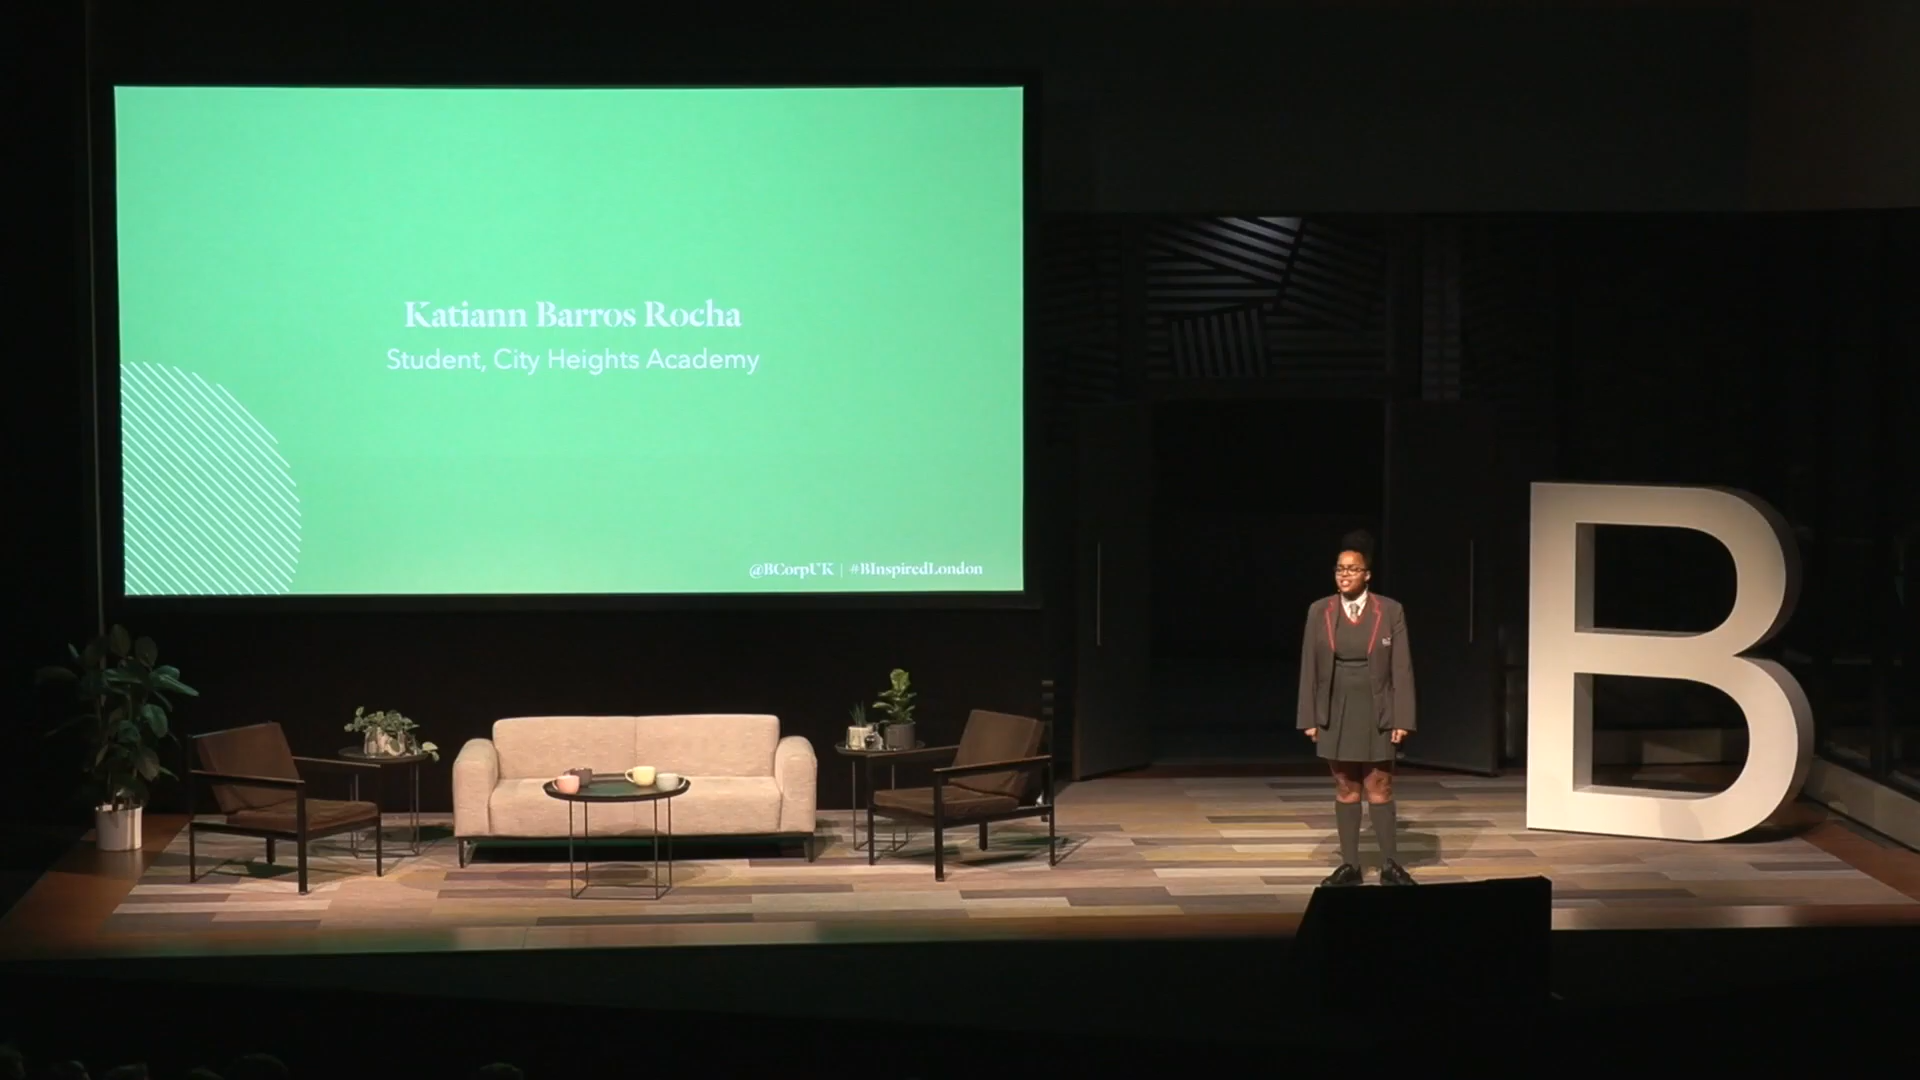 Katiann Barros Rocha
Student, City Heights Academy
@BCorpUK | #BInspiredLondon
B